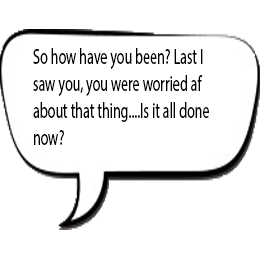 So how have you been? Last I
saw you, you were worried af
about that thing....Is it all done
now?